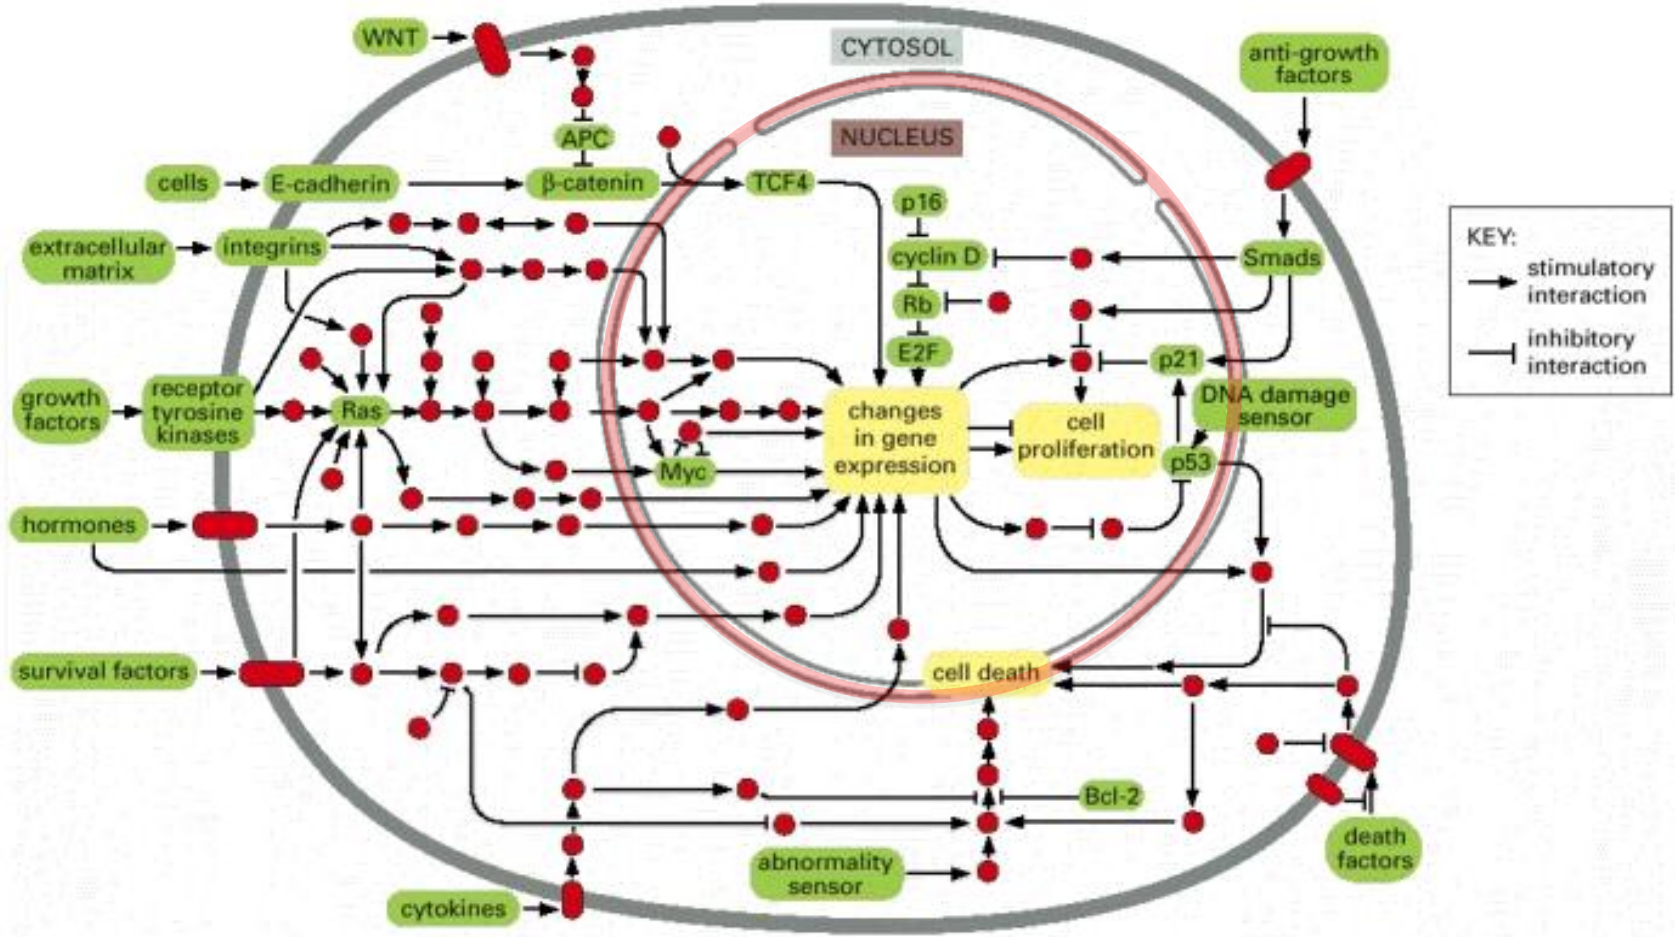 WNT
CYTOSOL
anti-growth
factors
NUCLEUS
APC
cells
E-cadherin
β-catenin
TCF4
p16
extracellular
matrix
integrins
cyclin D
Smads
KEY:
stimulatory
interaction
inhibitory
interaction
Rb
E2F
p21
growth
factors
receptor
tyrosine
kinases
Ras
changes
in gene
expression
cell
proliferation
DNA damage
sensor
Myc
p53
hormones
survival factors
cell death
Bcl-2
abnormality
sensor
death
factors
cytokines